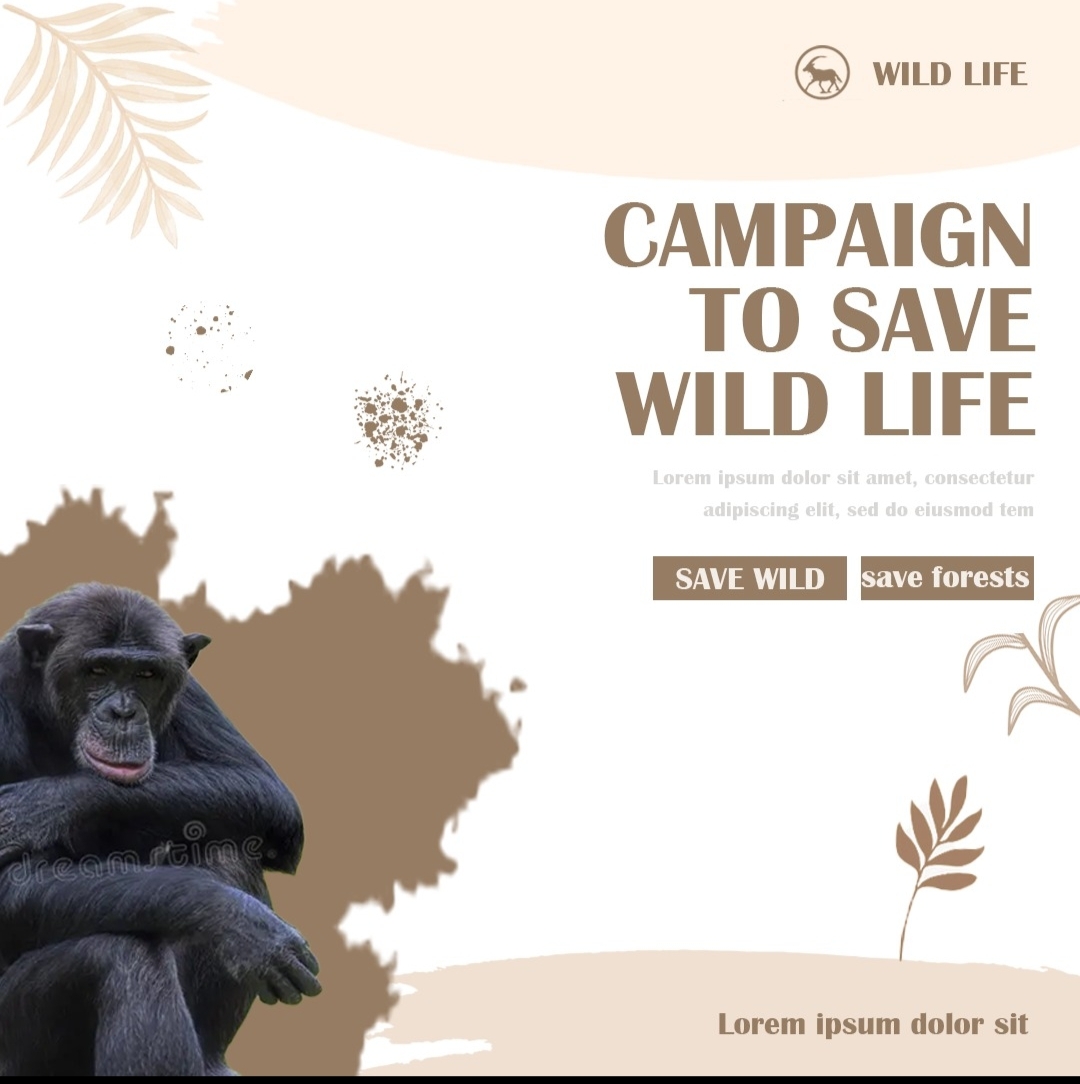 WILD LIFE
CAMPAIGN
TO SAVE
WILD LIFE
Lorem ipsum dolor sit amet, consectetur
adipiscing elit, sed do eiusmod tem
SAVE WILD save forests
dreamstime.
Lorem ipsum dolor sit